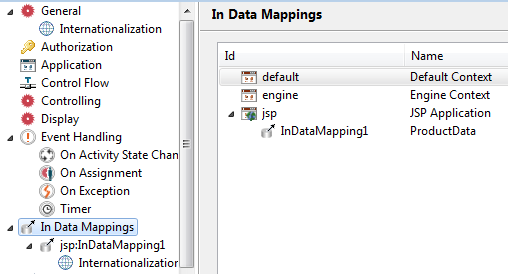 General
Internationalization
Authorization
Application
Control Flow
Controlling
Display
Event Handling
On Activity State Chan
On Assignment
On Exception
Timer
In Data Mappings
jsp:InDataMapping1
Internationalization
In Data Mappings
Id Name
default Default Context
engine Engine Context
jsp JSP Application
InDataMapping1 ProductData